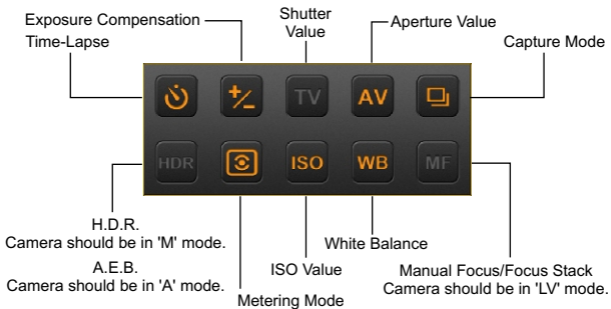 Exposure Compensation
Time-Lapse
Shutter
Value
Aperture Value
Capture Mode
TV
AV
HDR
ISO
WB
MF
H.D.R.
Camera should be in 'M' mode.
A.E.B.
Camera should be in 'A' mode.
Metering Mode
ISO Value
White Balance
Manual Focus/Focus Stack
Camera should be in 'LV' mode.